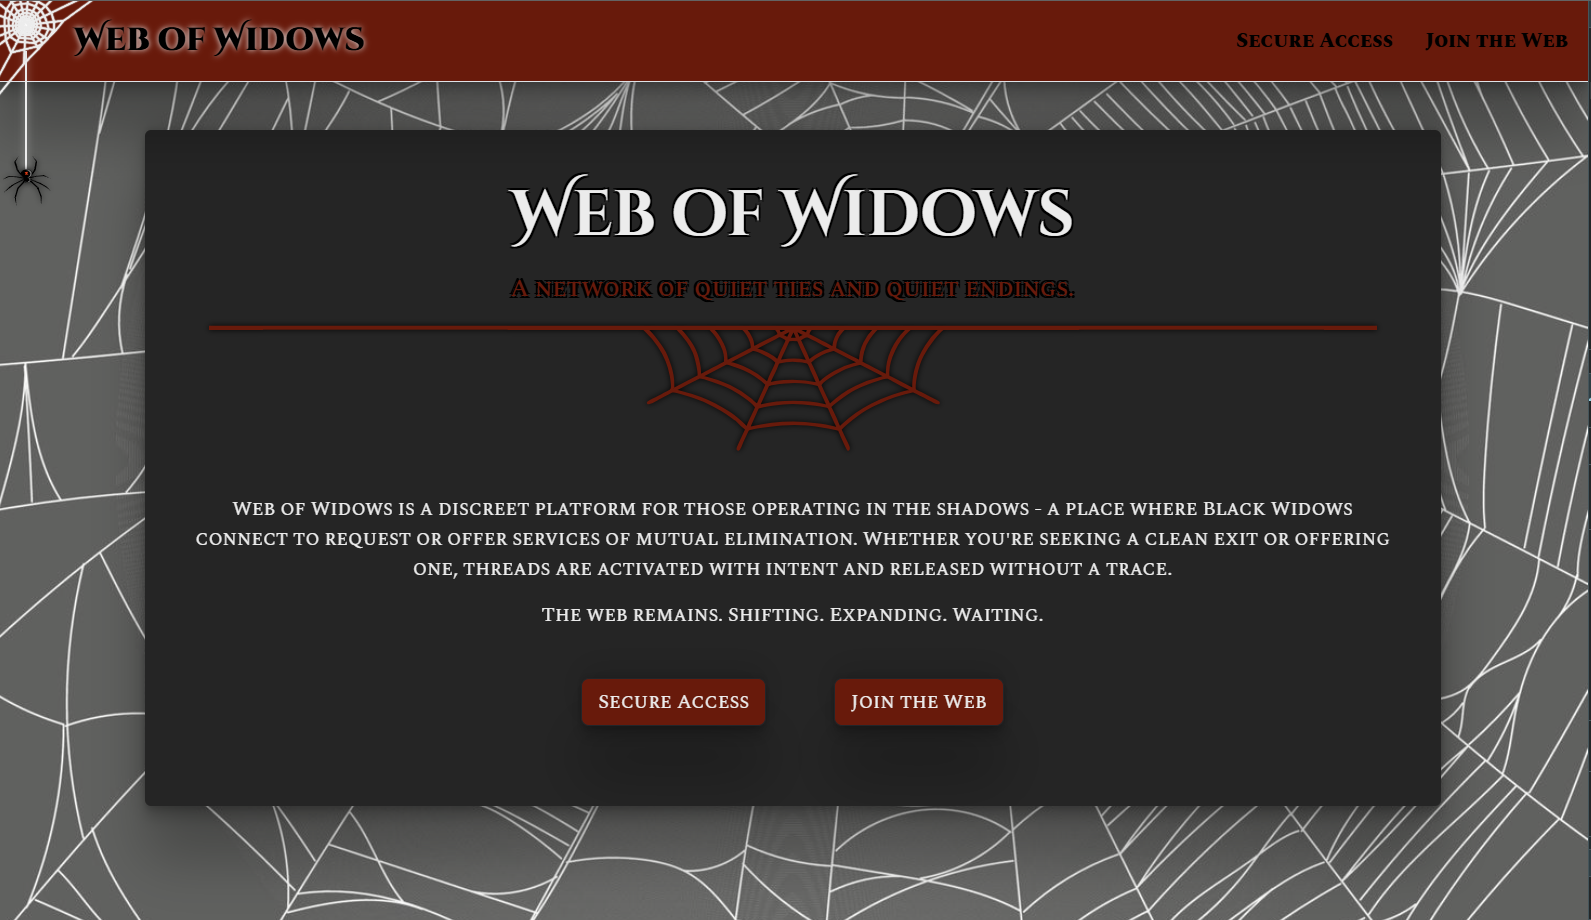 Web of Widows
Secure Access
Join the Web
Web of Widows
A network of quiet ties and quiet endings.
Web of Widows is a discreet platform for those operating in the shadows - a place where Black Widows
connect to request or offer services of mutual elimination. Whether you're seeking a clean exit or offering
one, threads are activated with intent and released without a trace.
The web remains. Shifting. Expanding. Waiting.
Secure Access
Join the Web